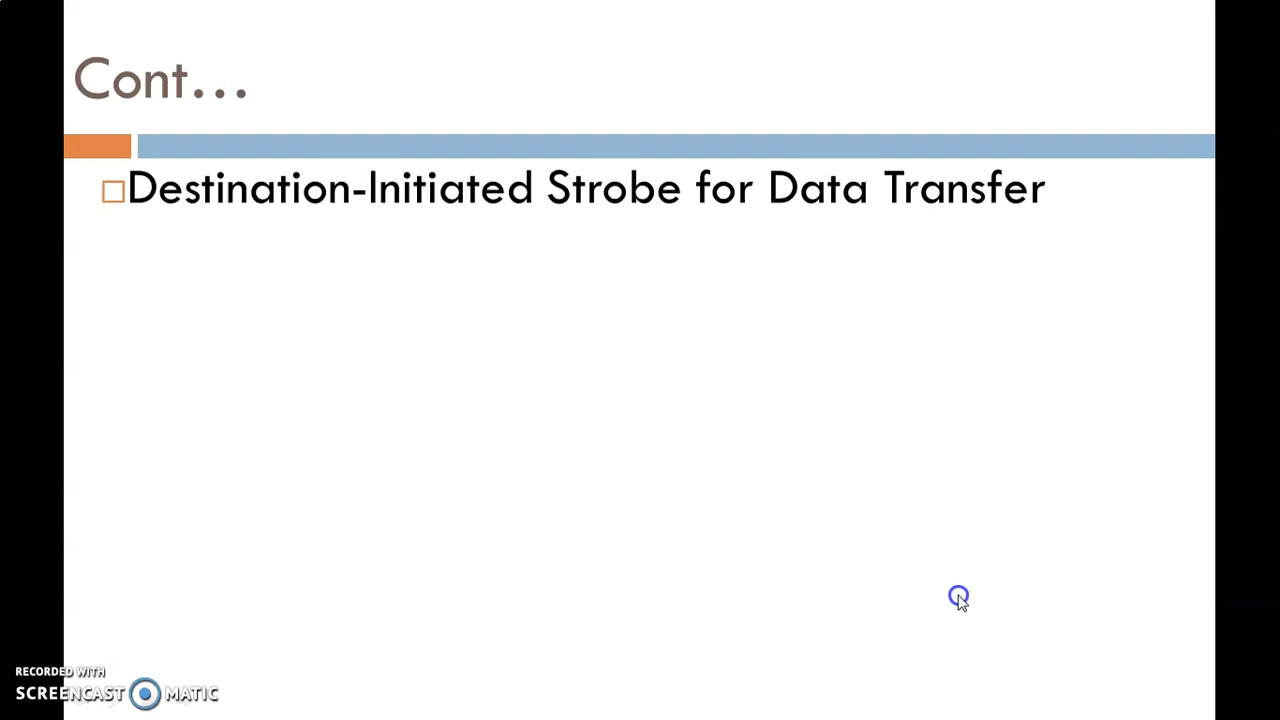 Cont...
Destination-Initiated Strobe for Data Transfer
RECORDED WITH
SCREENCAST MATIC